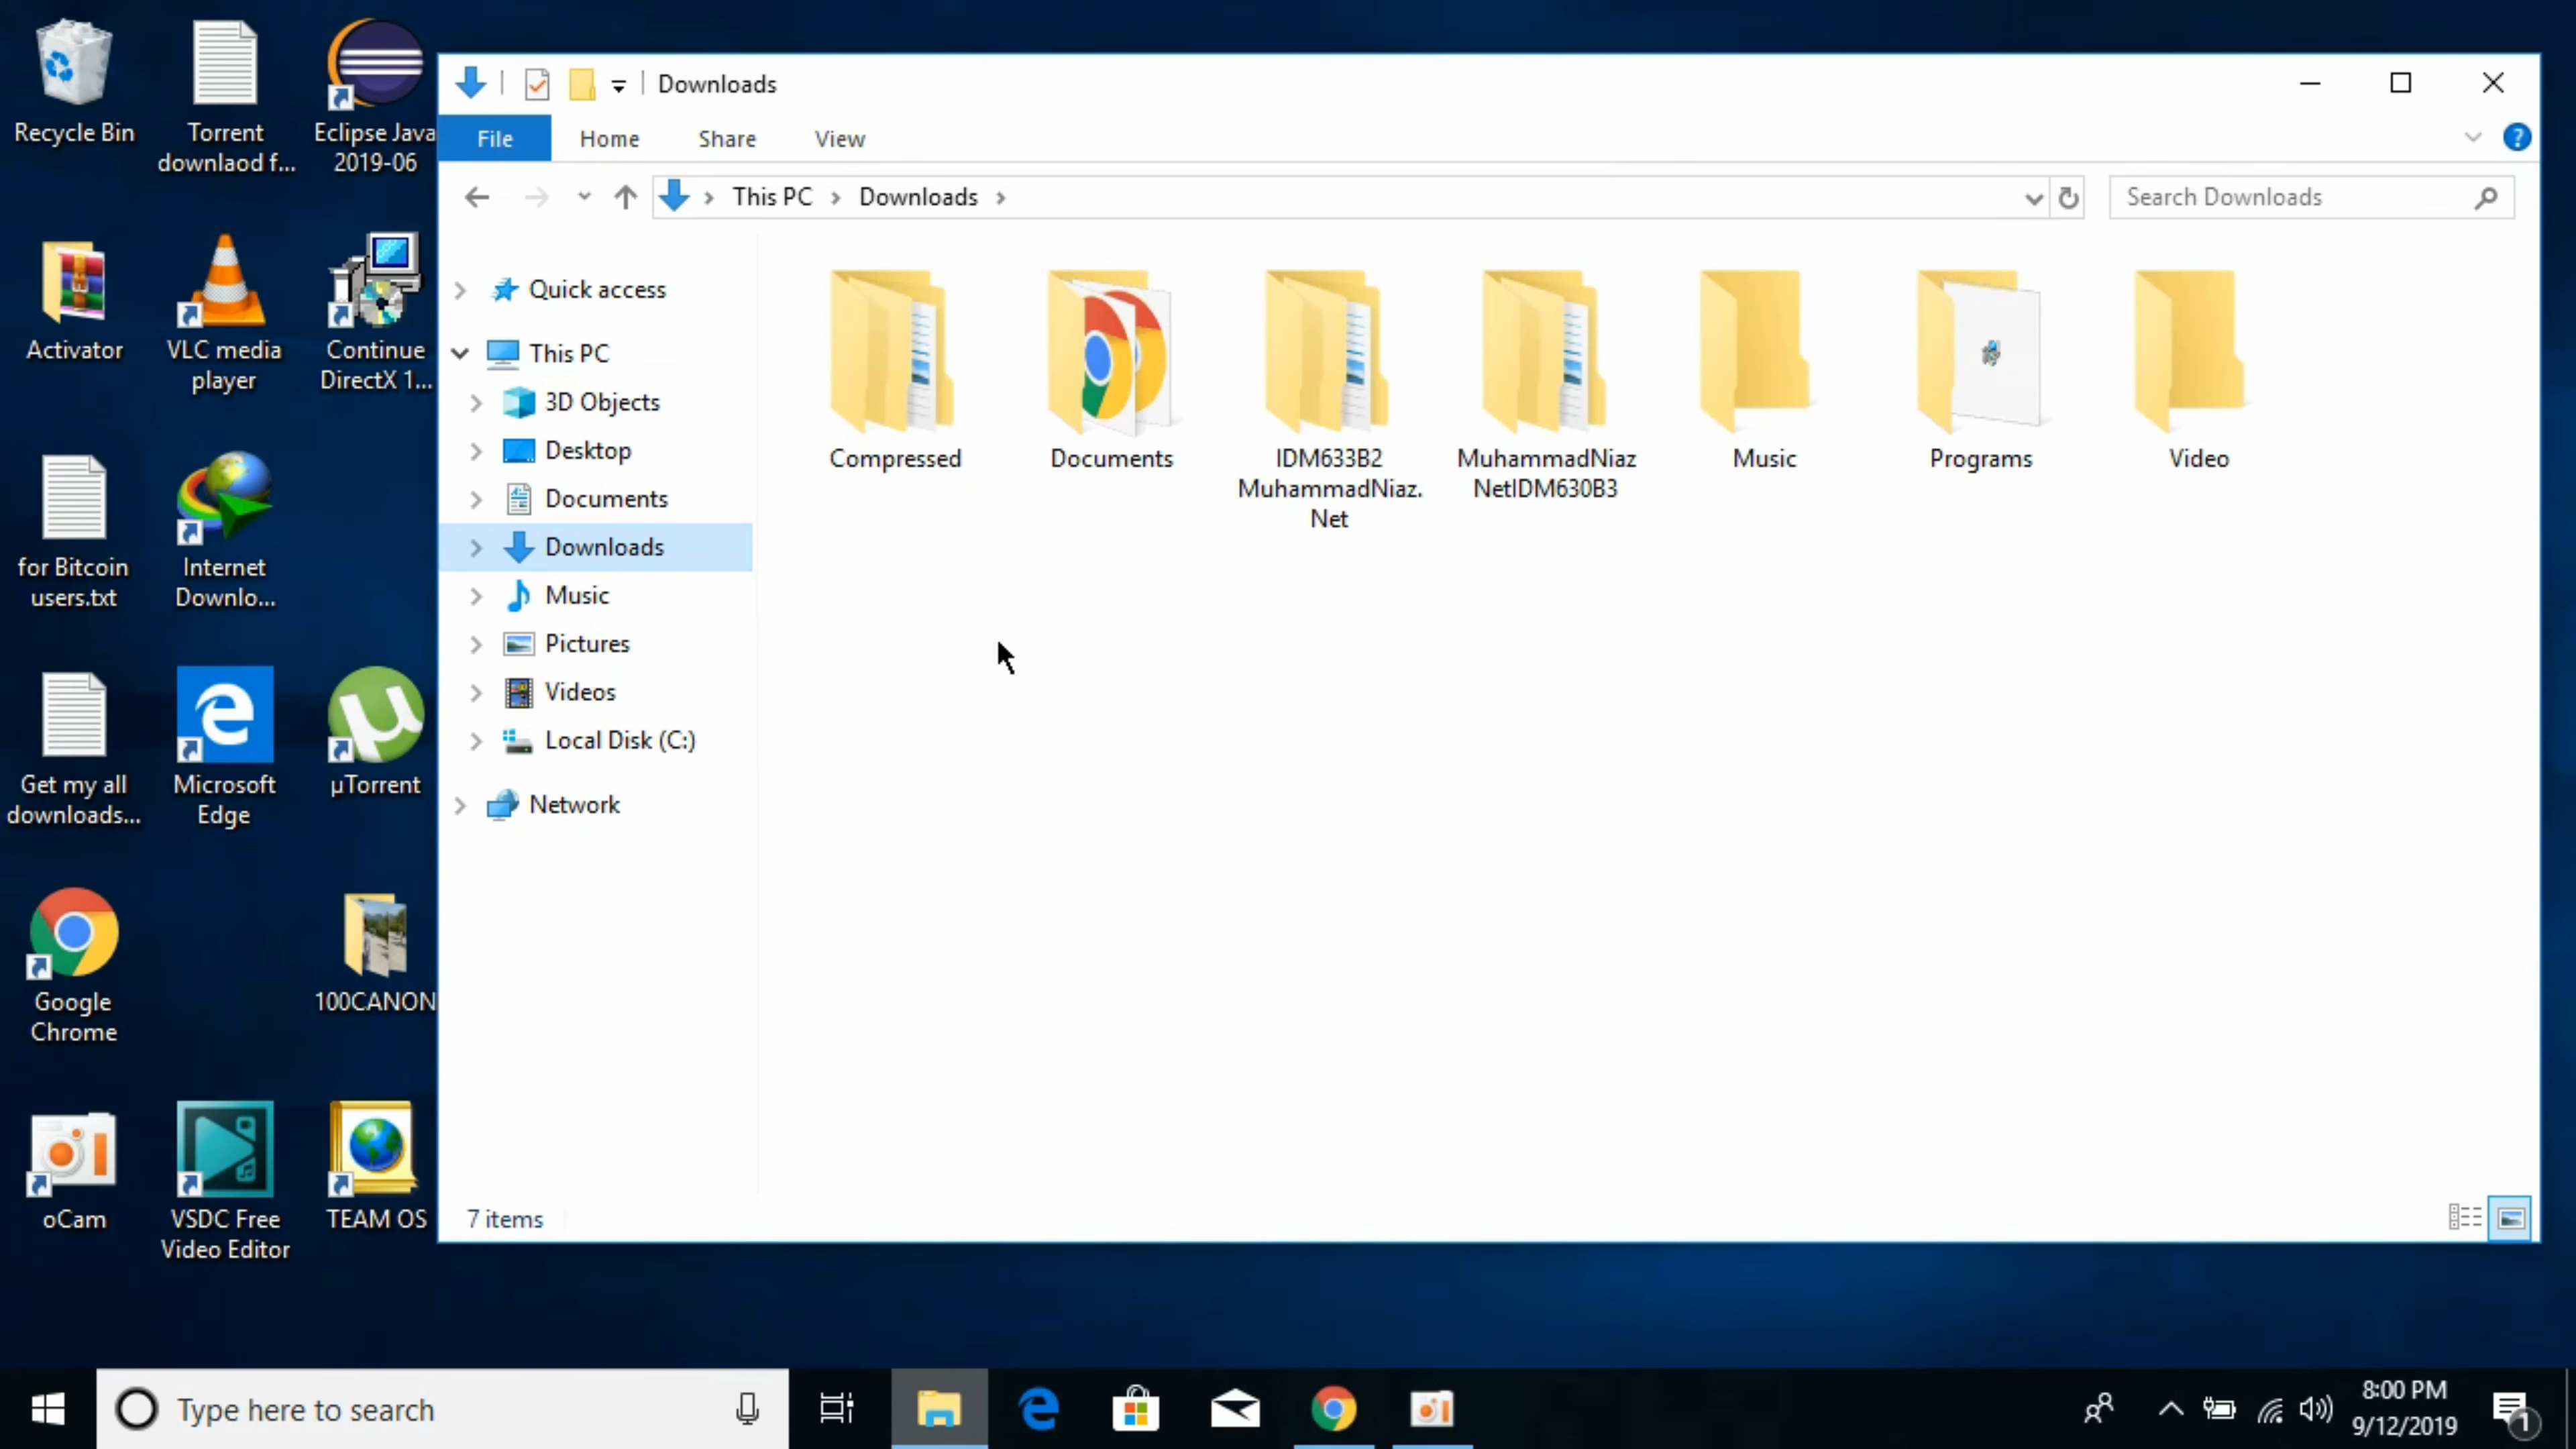 Recycle Bin
Torrent
downlaod f...
Eclipse Java
2019-06
Activator
VLC media
player
Continue
DirectX 1...
for Bitcoin
users.txt
Internet
Downlo...
Get my all
downloads...
Microsoft
Edge
µTorrent
Google
Chrome
100CANON
oCam
VSDC Free
Video Editor
TEAM OS
Downloads
File Home Share View
This PC > Downloads >
Search Downloads
Quick access
This PC
3D Objects
Desktop
Documents
Downloads
Music
Pictures
Videos
Local Disk (C:)
Network
Compressed
Documents
IDM633B2
MuhammadNiaz.
Net
MuhammadNiaz
NetIDM630B3
Music
Programs
Video
7 items
Type here to search
8:00 PM
9/12/2019
1